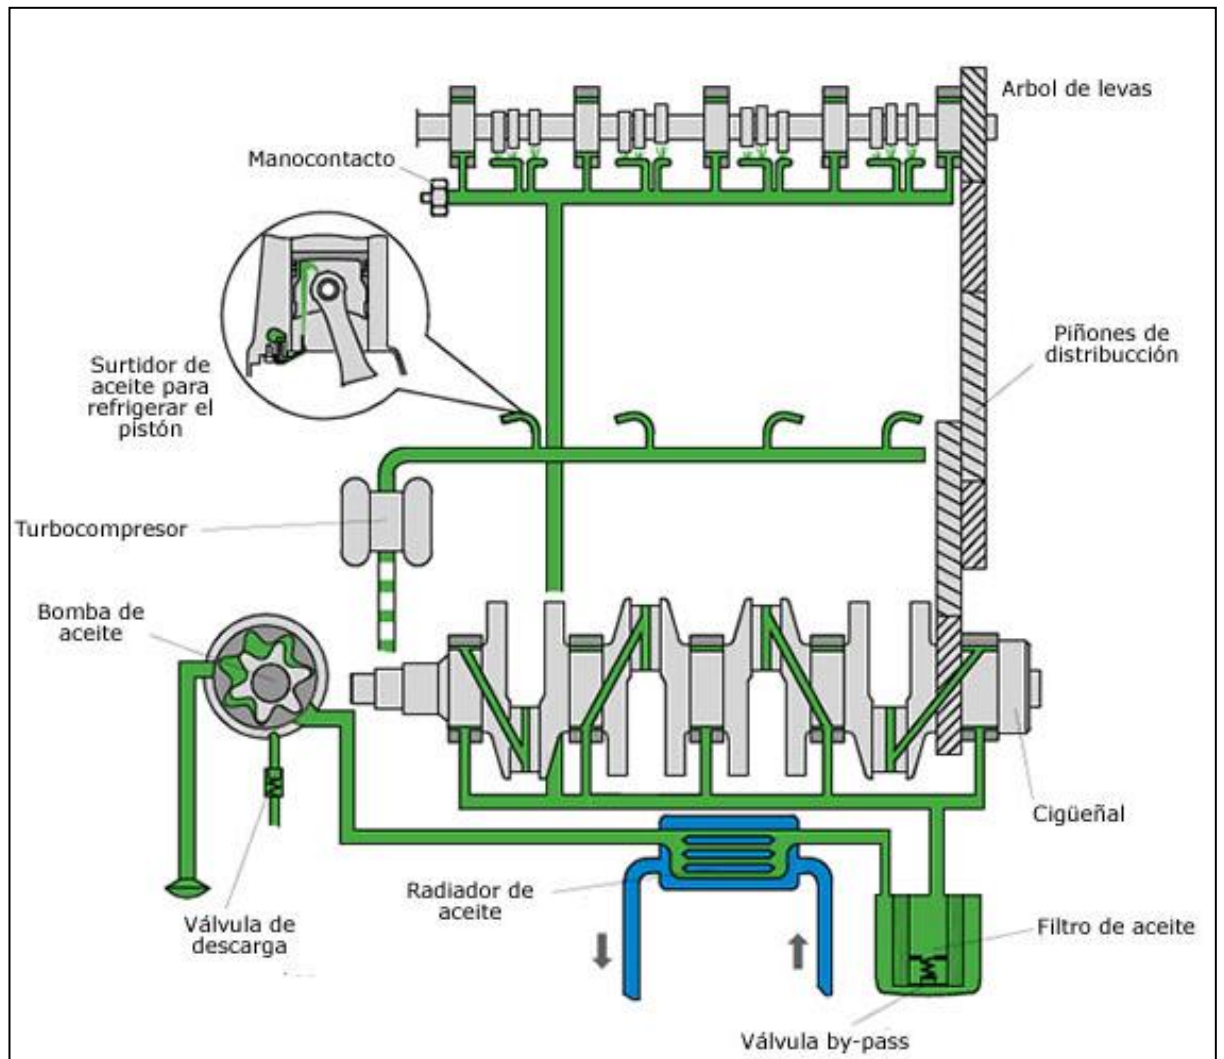 Arbol de levas
Manocontacto
Piñones de
distribucción
Surtidor de
aceite para
refrigerar el
pistón
Turbocompresor
Bomba de
aceite
Cigüeñal
Radiador de
aceite
Válvula de
descarga
Filtro de aceite
Válvula by-pass